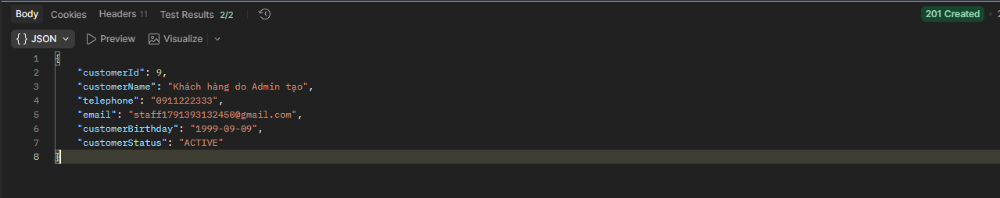 Body Cookies Headers 11 Test Results 2/2 201 Created
{} JSON Preview Visualize
1 {
2 "customerId": 9,
3 "customerName": "Khách hàng do Admin tạo",
4 "telephone": "0911222333",
5 "email": "staff1791393132450@gmail.com",
6 "customerBirthday": "1999-09-09",
7 "customerStatus": "ACTIVE"
8 }